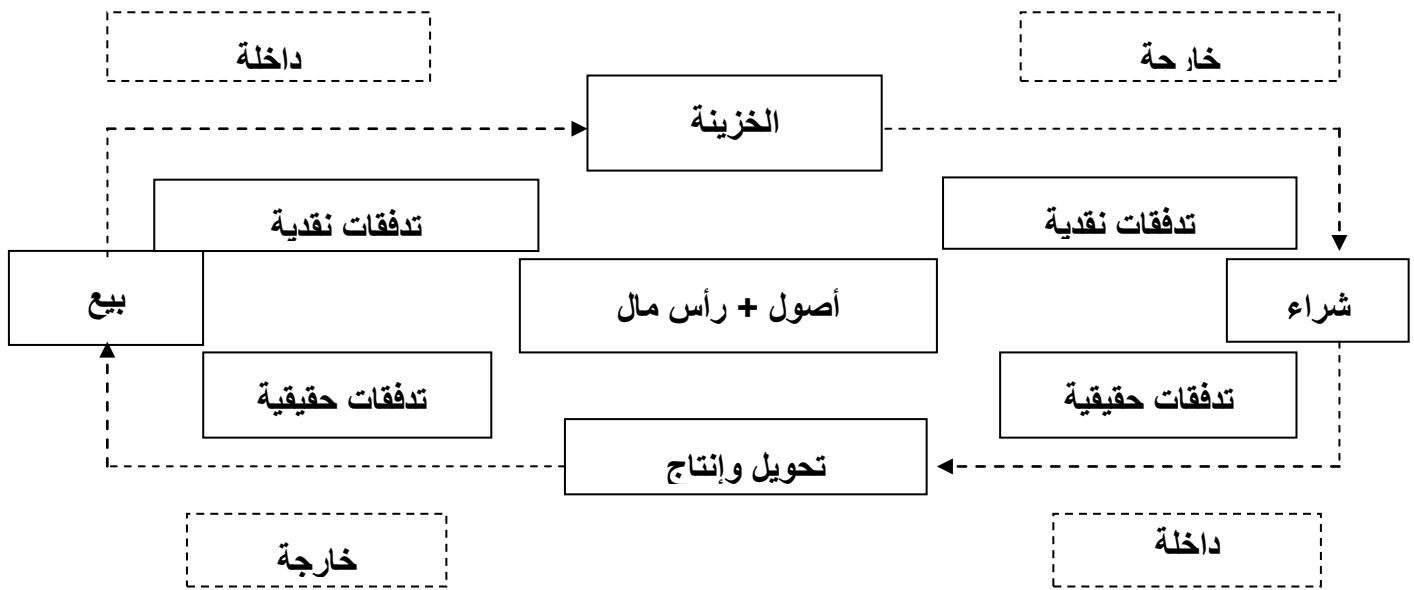 خارجة
داخلة
الخزينة
تدفقات نقدية
تدفقات نقدية
شراء
أصول + رأس مال
بيع
تدفقات حقيقية
تدفقات حقيقية
تحويل وإنتاج
داخلة
خارجة